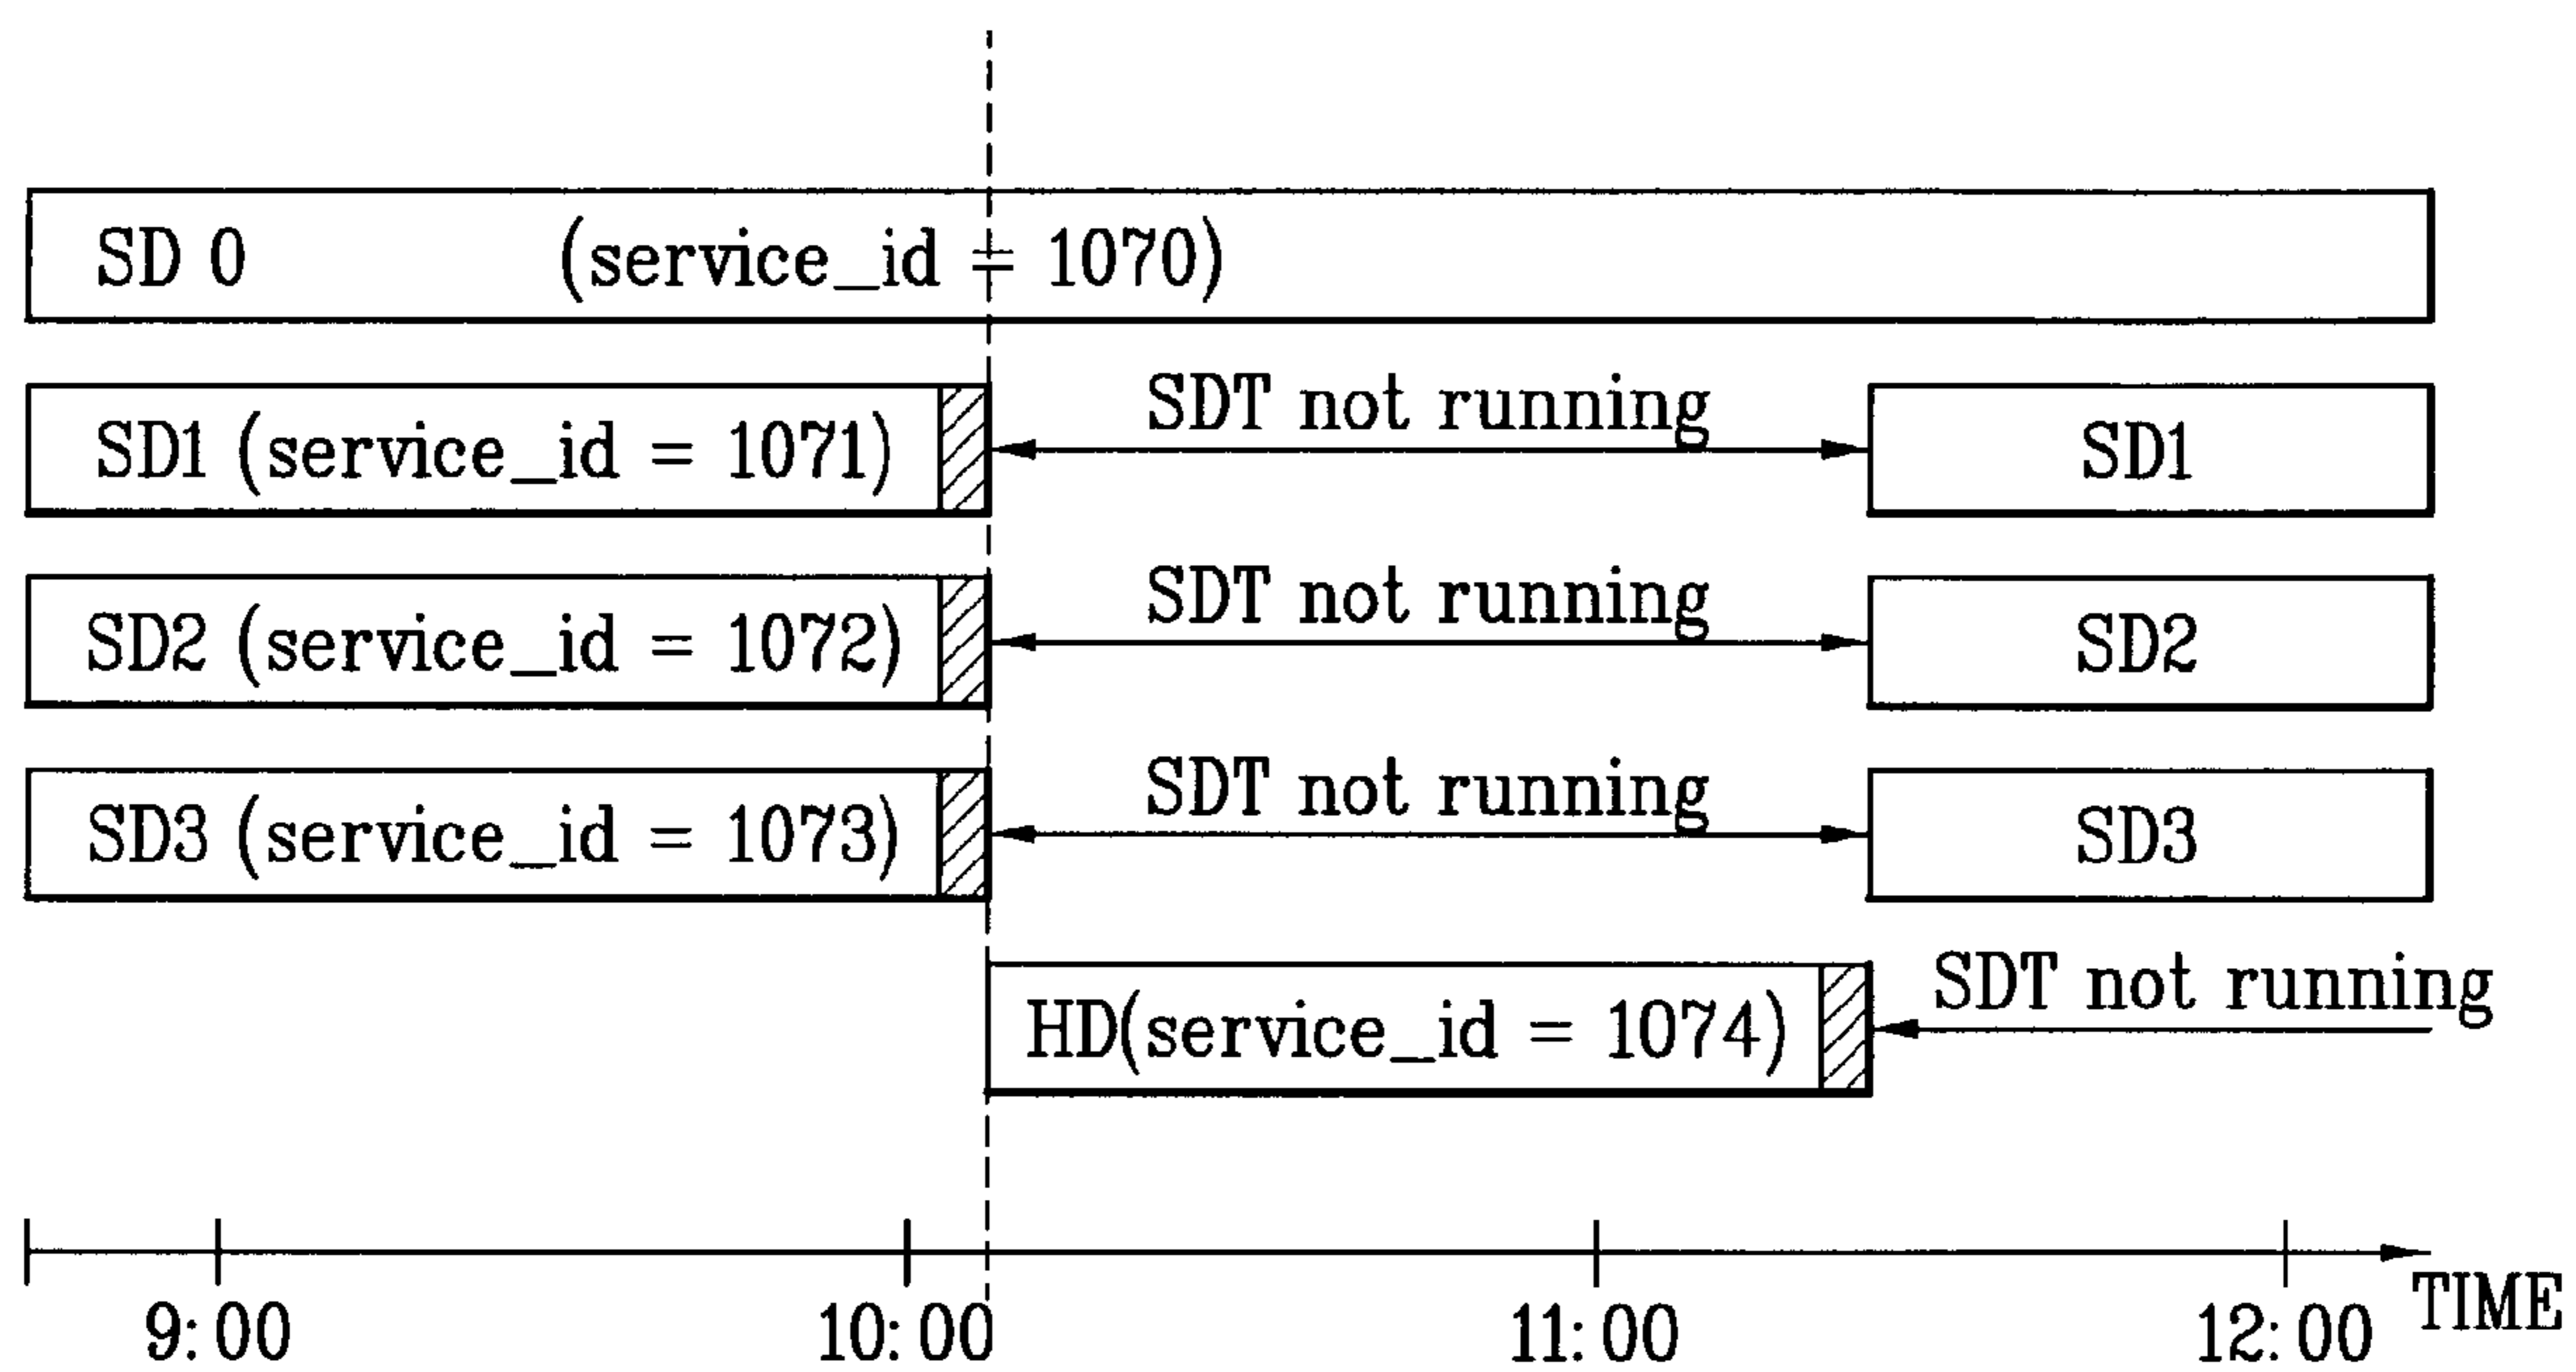 SD 0 (service_id = 1070)
SD1 (service_id = 1071)
SDT not running
SD1
SD2 (service_id = 1072)
SDT not running
SD2
SD3 (service_id = 1073)
SDT not running
SD3
HD(service_id = 1074)
SDT not running
9:00
10:00
11:00
12:00
TIME